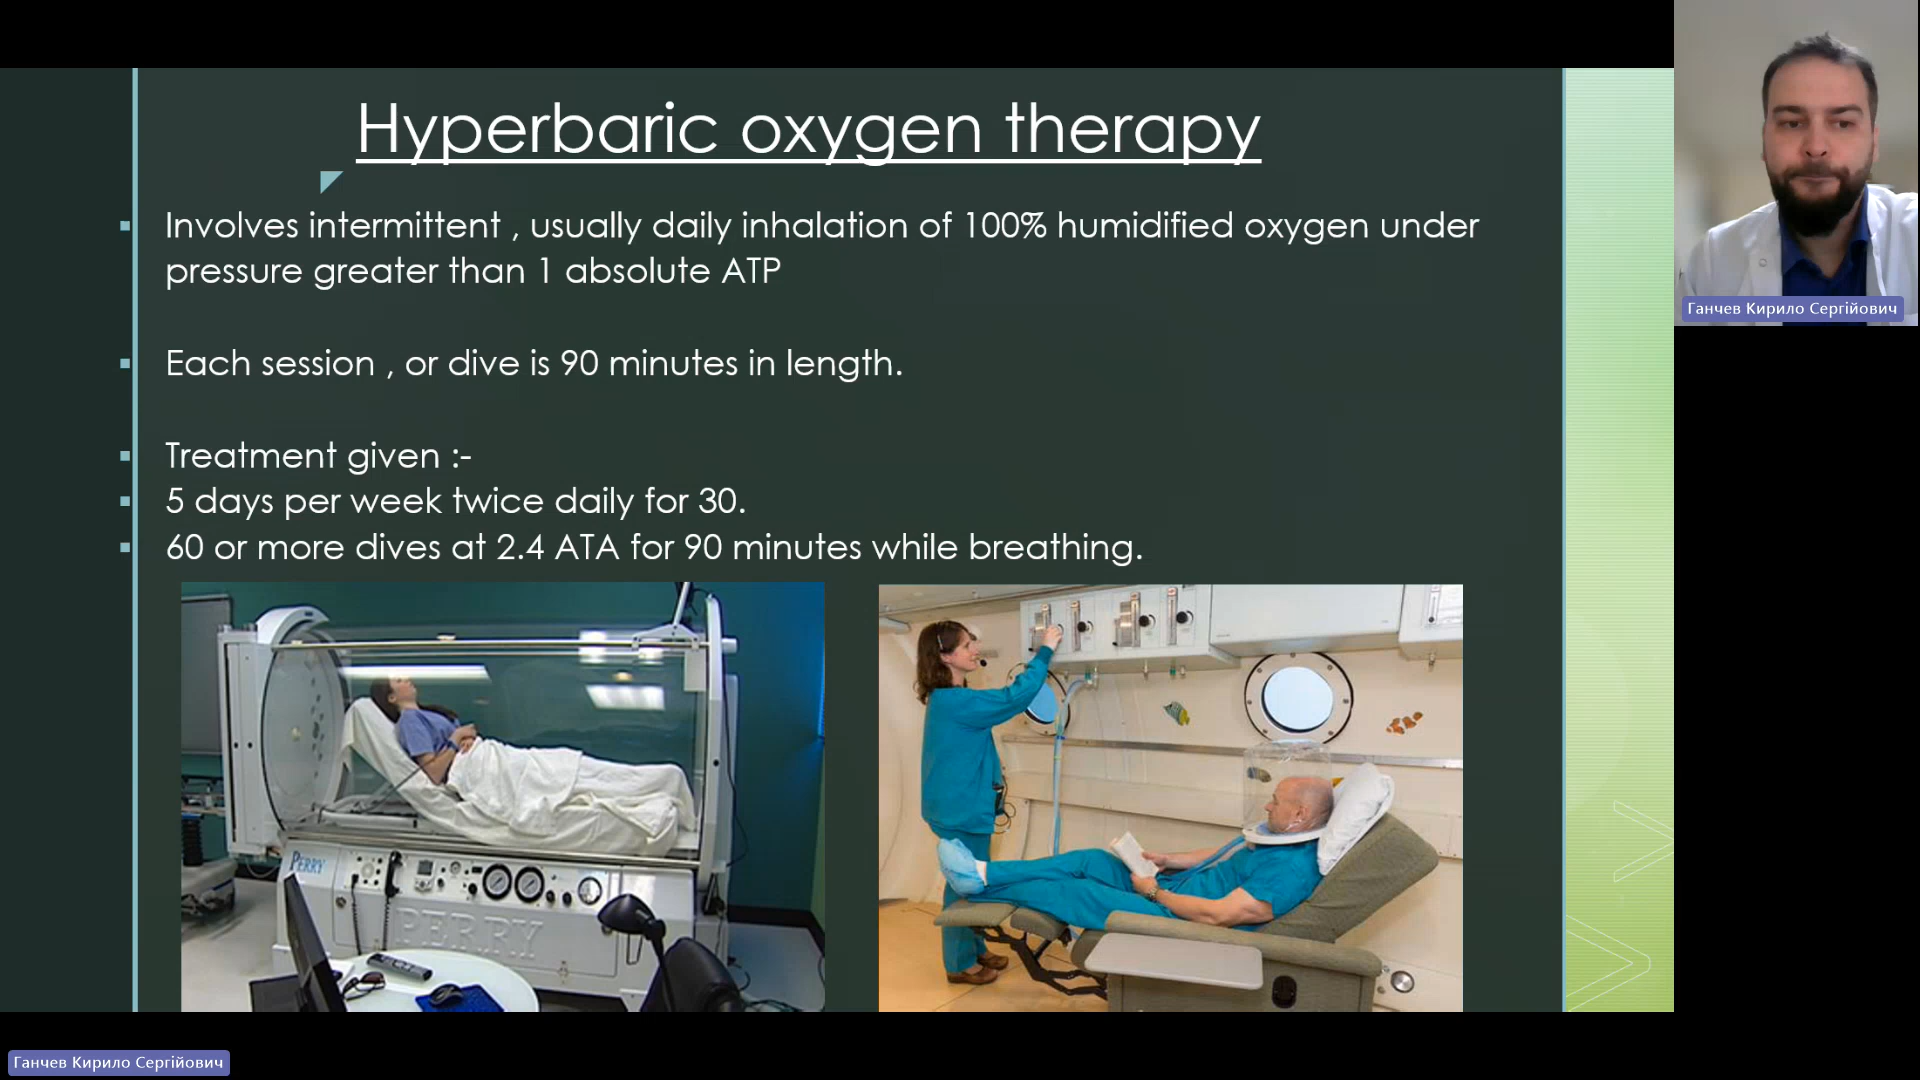 Hyperbaric oxygen therapy
Involves intermittent , usually daily inhalation of 100% humidified oxygen under
pressure greater than 1 absolute ATP
Each session , or dive is 90 minutes in length.
Treatment given :-
5 days per week twice daily for 30.
60 or more dives at 2.4 ATA for 90 minutes while breathing.
PERRY
PERRY
Ганчев Кирило Сергійович
Ганчев Кирило Сергійович